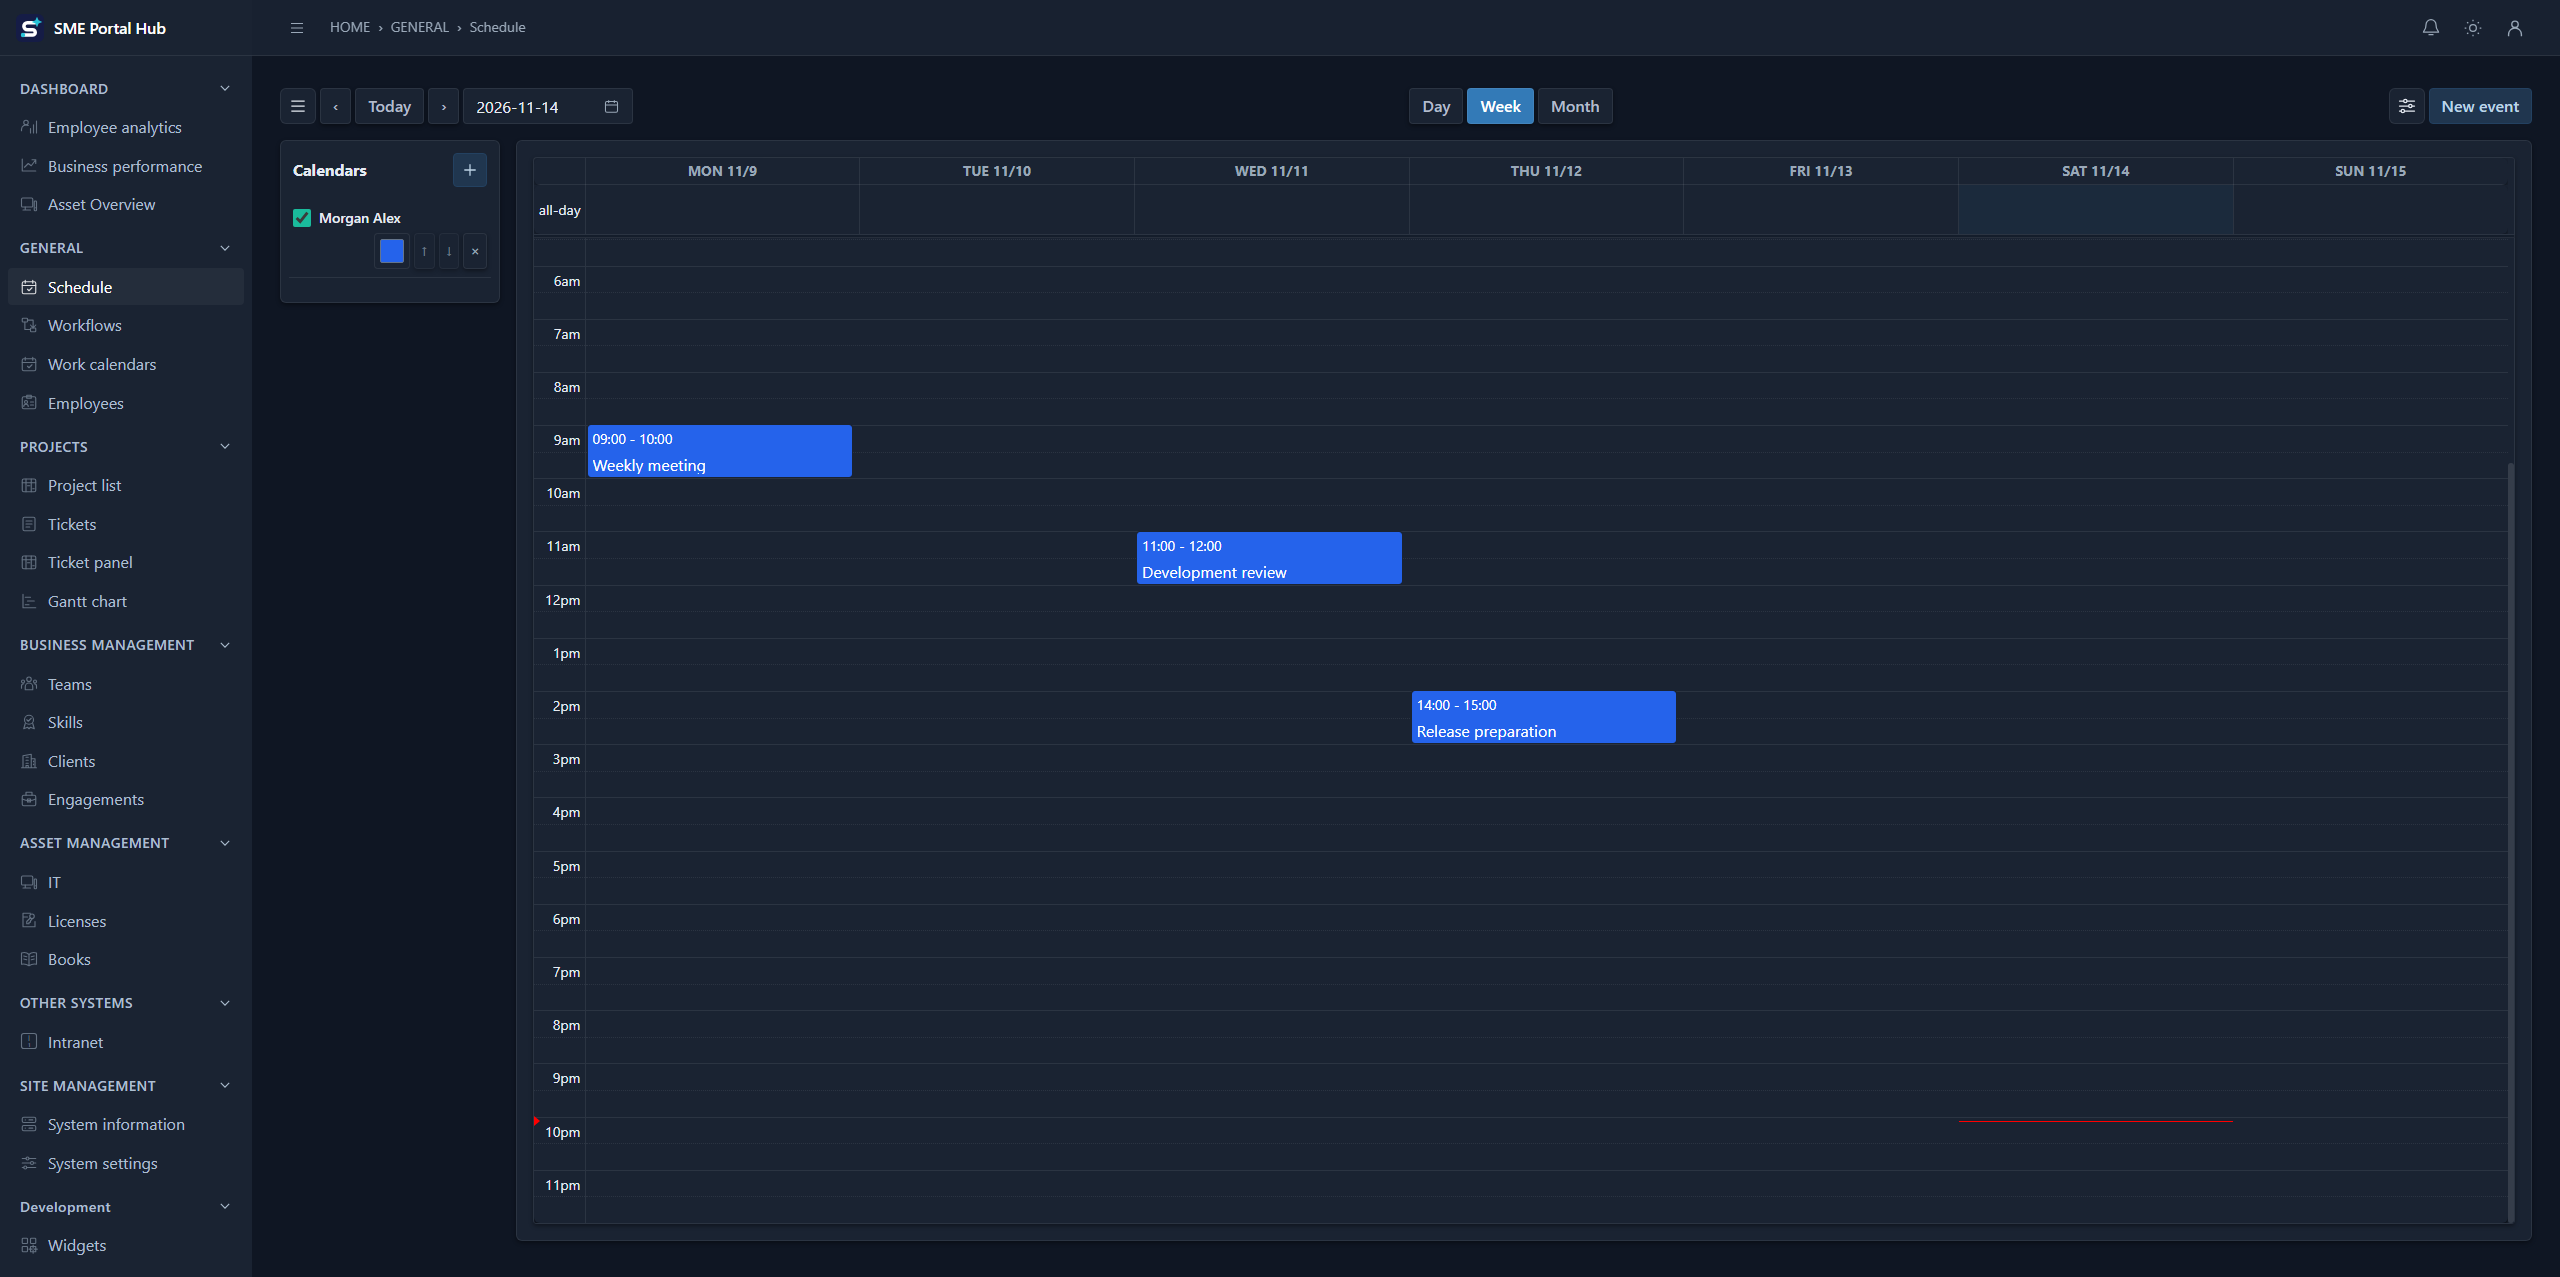 SME Portal Hub
HOME › GENERAL › Schedule
DASHBOARD
Employee analytics
Business performance
Asset Overview
GENERAL
Schedule
Workflows
Work calendars
Employees
PROJECTS
Project list
Tickets
Ticket panel
Gantt chart
BUSINESS MANAGEMENT
Teams
Skills
Clients
Engagements
ASSET MANAGEMENT
IT
Licenses
Books
OTHER SYSTEMS
Intranet
SITE MANAGEMENT
System information
System settings
Development
Widgets
‹ Today › 2026-11-14
Day Week Month
New event
Calendars
Morgan Alex
MON 11/9 TUE 11/10 WED 11/11 THU 11/12 FRI 11/13 SAT 11/14 SUN 11/15
all-day
6am
7am
8am
9am
09:00 - 10:00
Weekly meeting
10am
11am
11:00 - 12:00
Development review
12pm
1pm
2pm
14:00 - 15:00
Release preparation
3pm
4pm
5pm
6pm
7pm
8pm
9pm
10pm
11pm